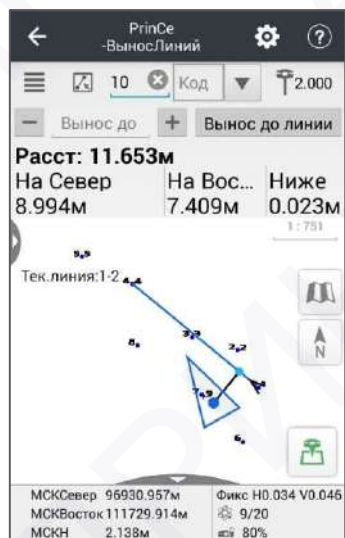 PrinCe
-ВыносЛиний
10 Код 2.000
Вынос до Вынос до линии
Расст: 11.653м
На Север На Вос... Ниже
8.994м 7.409м 0.023м
1 : 751
Тек.линия:1-2
N
МСКСевер 96930.957м Фикс H0.034 V0.046
МСКВосток 111729.914м 9/20
МСКН 2.138м 80%